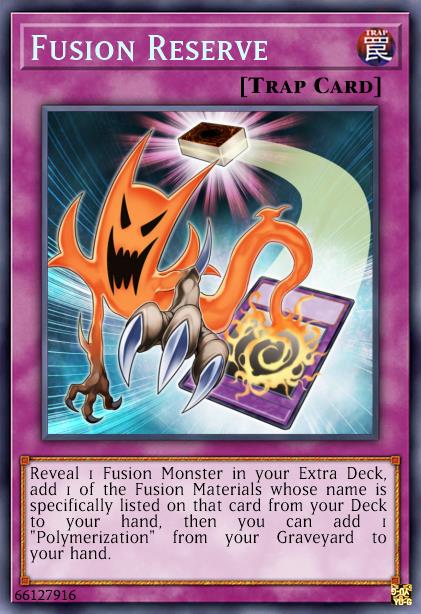 FUSION RESERVE
TRAP
罠
[TRAP CARD]
Reveal 1 Fusion Monster in your Extra Deck,
add 1 of the Fusion Materials whose name is
specifically listed on that card from your Deck
to your hand, then you can add 1
"Polymerization" from your Graveyard to
your hand.
66127916